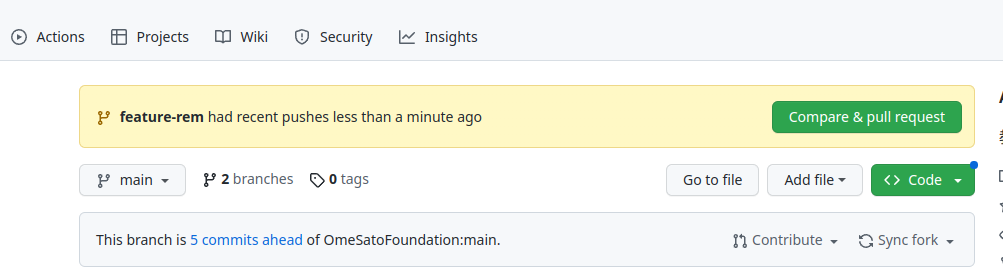 Actions Projects Wiki Security Insights
feature-rem had recent pushes less than a minute ago Compare & pull request
main 2 branches 0 tags Go to file Add file Code
This branch is 5 commits ahead of OmeSatoFoundation:main. Contribute Sync fork